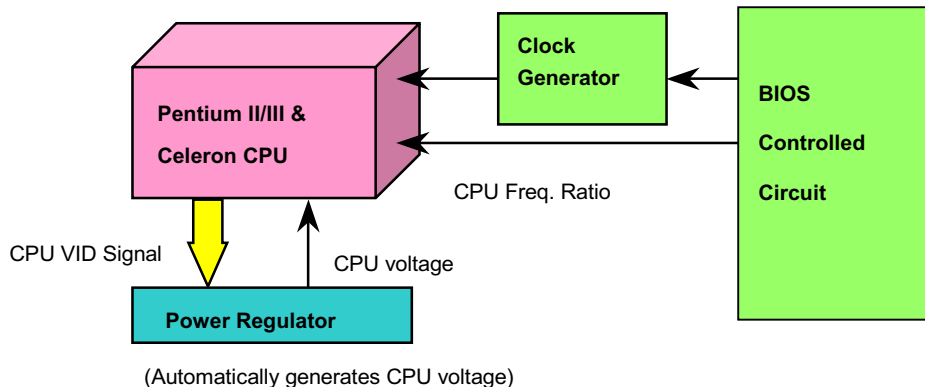 Clock
Generator
BIOS
Controlled
Circuit
Pentium II/III &
Celeron CPU
CPU Freq. Ratio
CPU VID Signal
CPU voltage
Power Regulator
(Automatically generates CPU voltage)